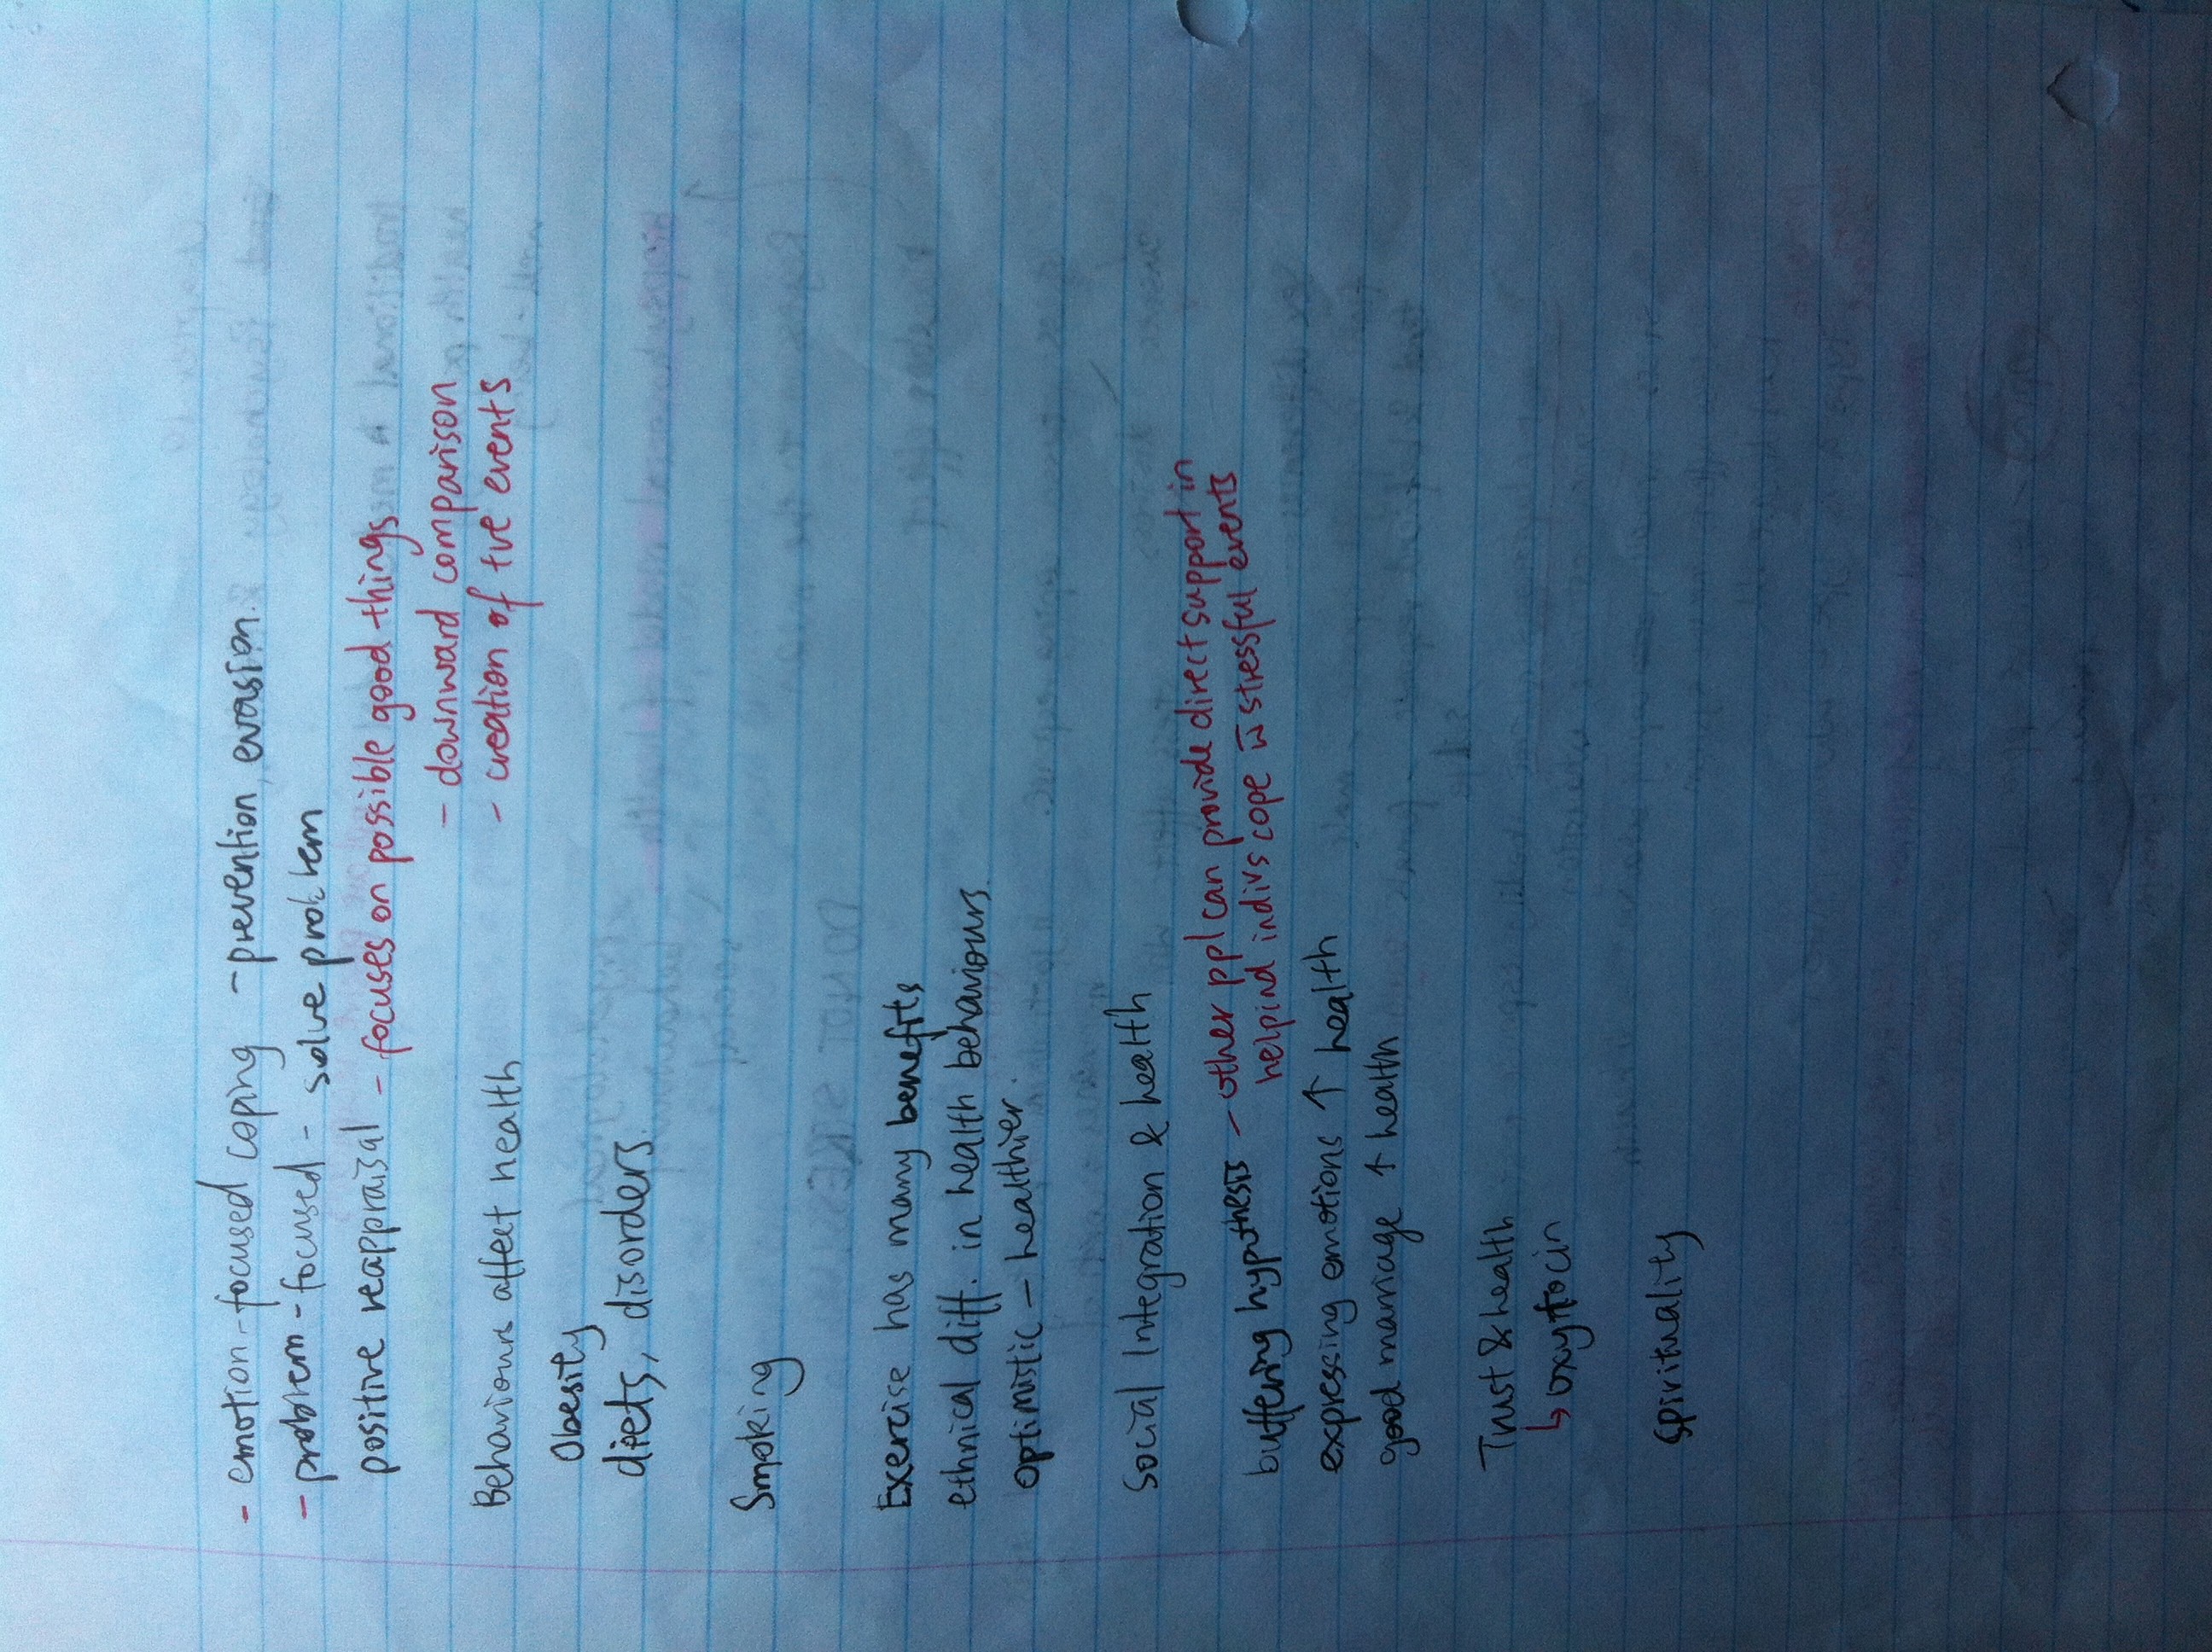 - emotion-focused coping - prevention, evasion.
- problem-focused - solve problem
positive reappraisal - focuses on possible good things
- downward comparison
- creation of +ve events
Behaviours affect health
Obesity
diets, disorders.
Smoking
Exercise has many benefits
ethnical diff. in health behaviours.
optimistic - healthier.
Social Integration & health
buffering hypothesis - other ppl can provide direct support in
helpind indivs cope w̄ stressful events
expressing emotions ↑ health
good marriage ↑ health
Trust & health
↳ oxytocin
Spirituality